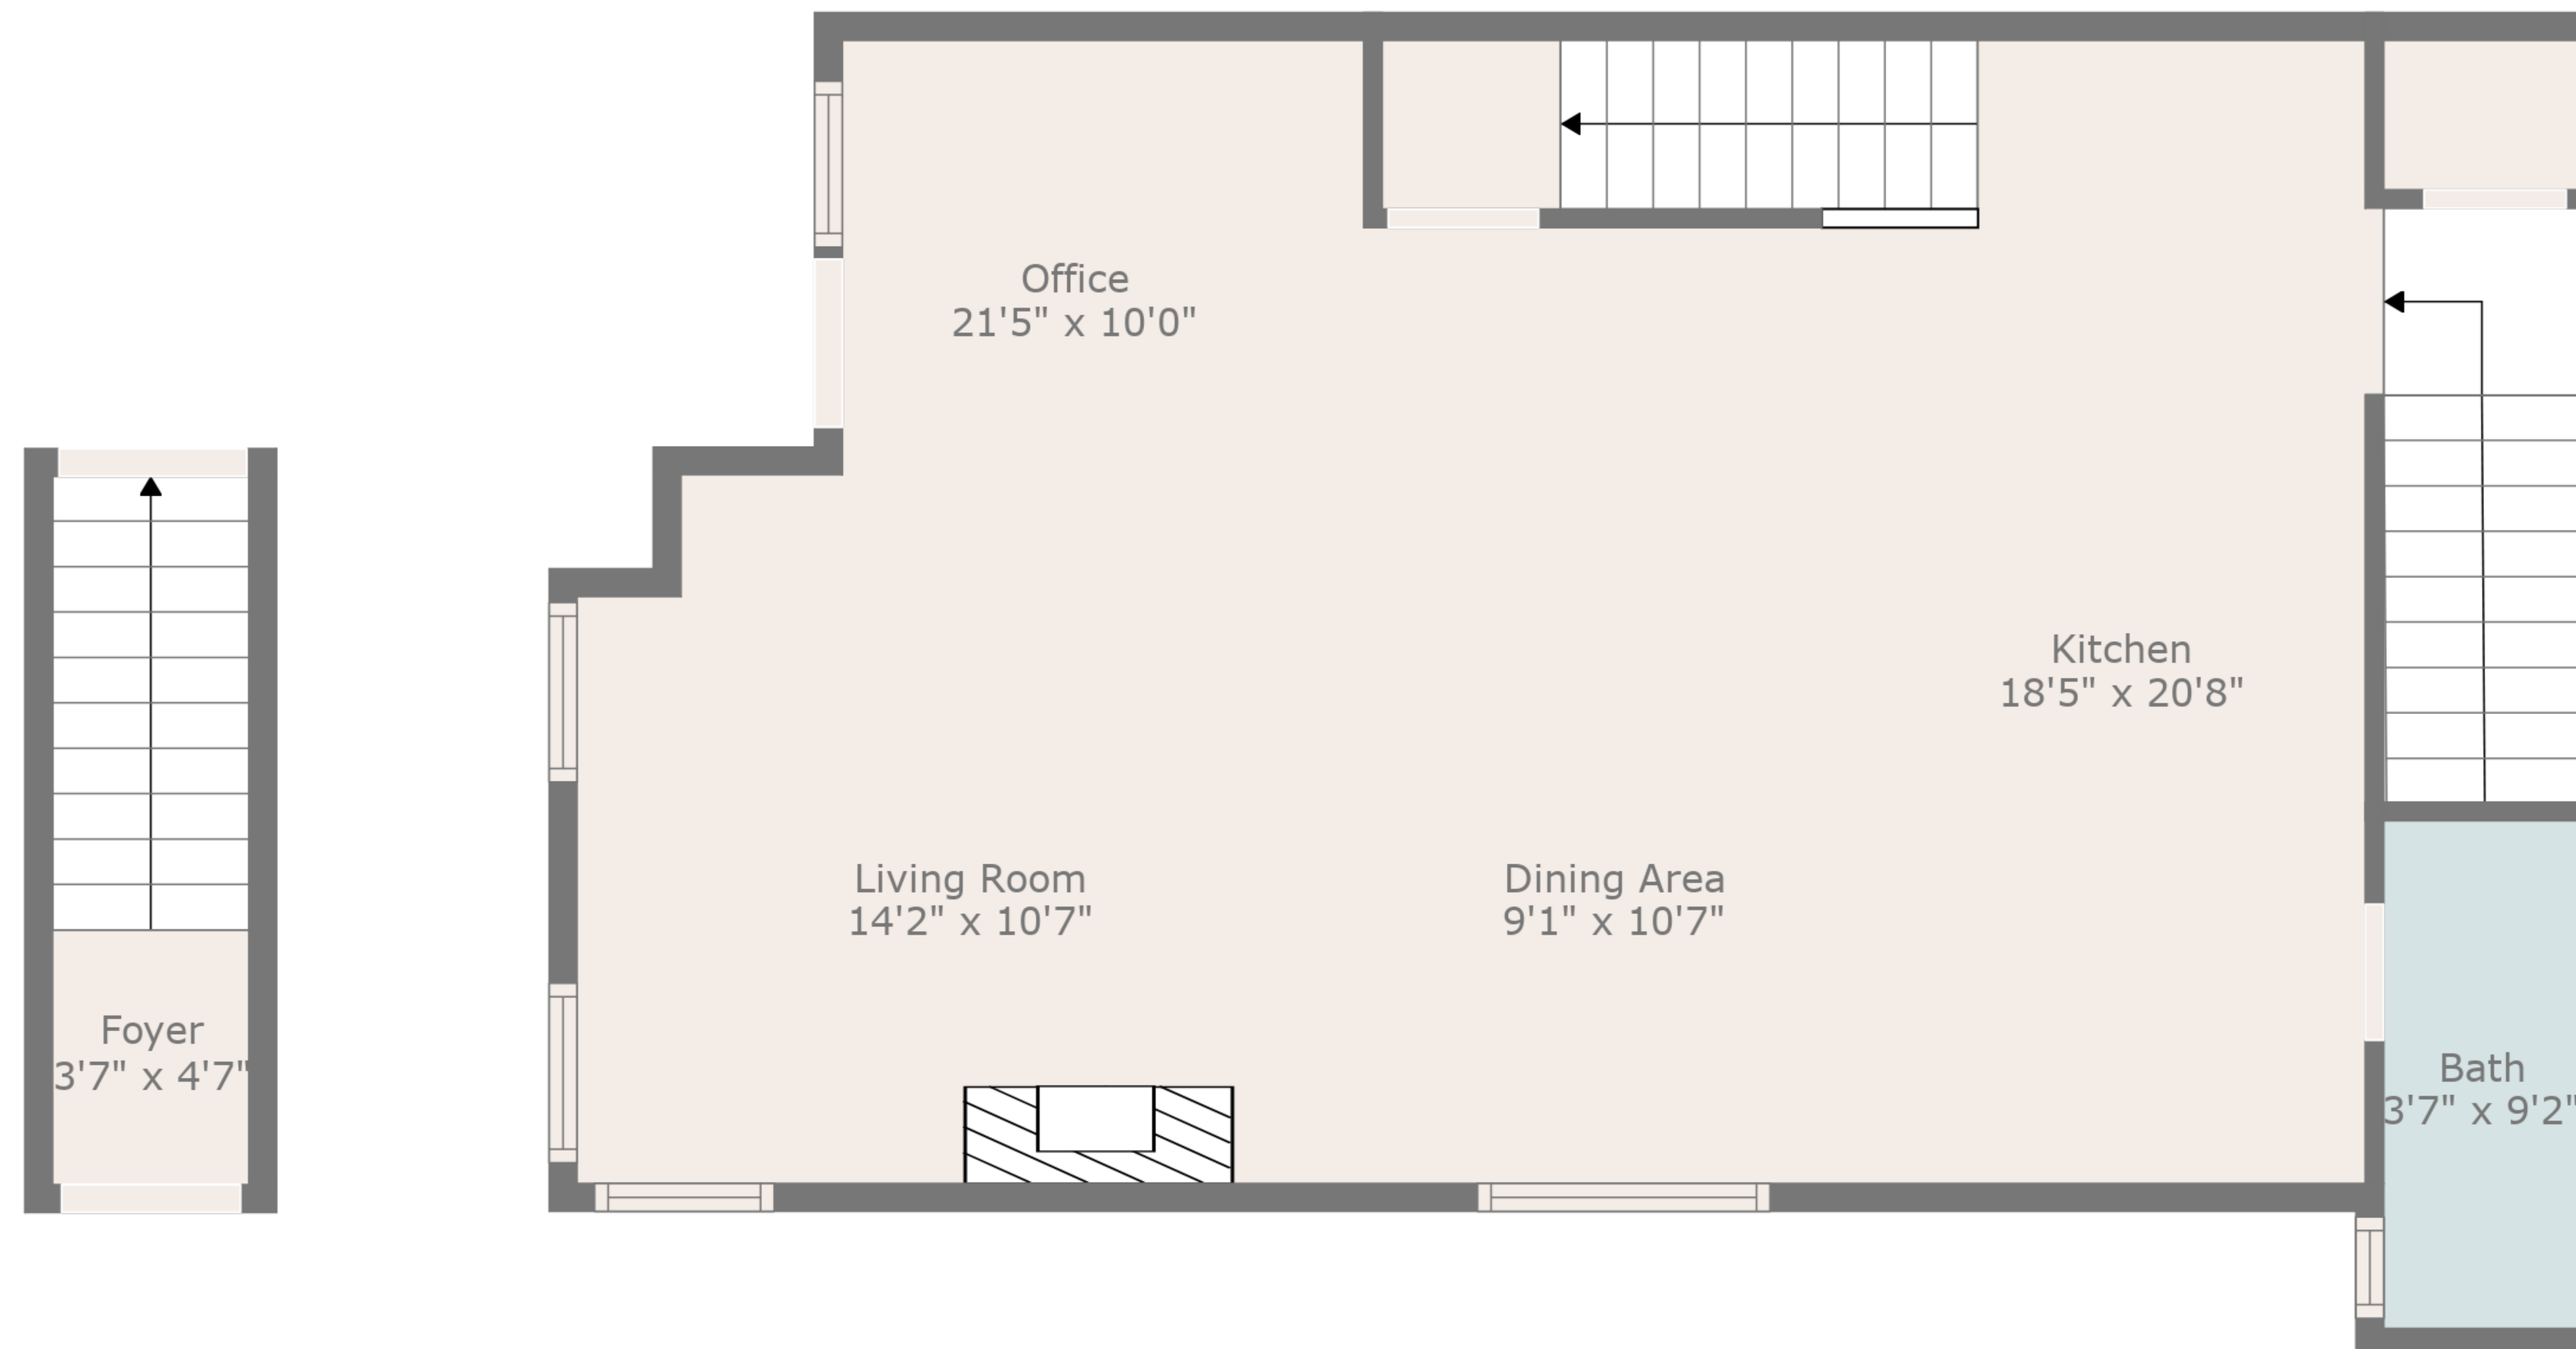 Office
21'5" x 10'0"
Kitchen
18'5" x 20'8"
Living Room
14'2" x 10'7"
Dining Area
9'1" x 10'7"
Foyer
3'7" x 4'7"
Bath
3'7" x 9'2"